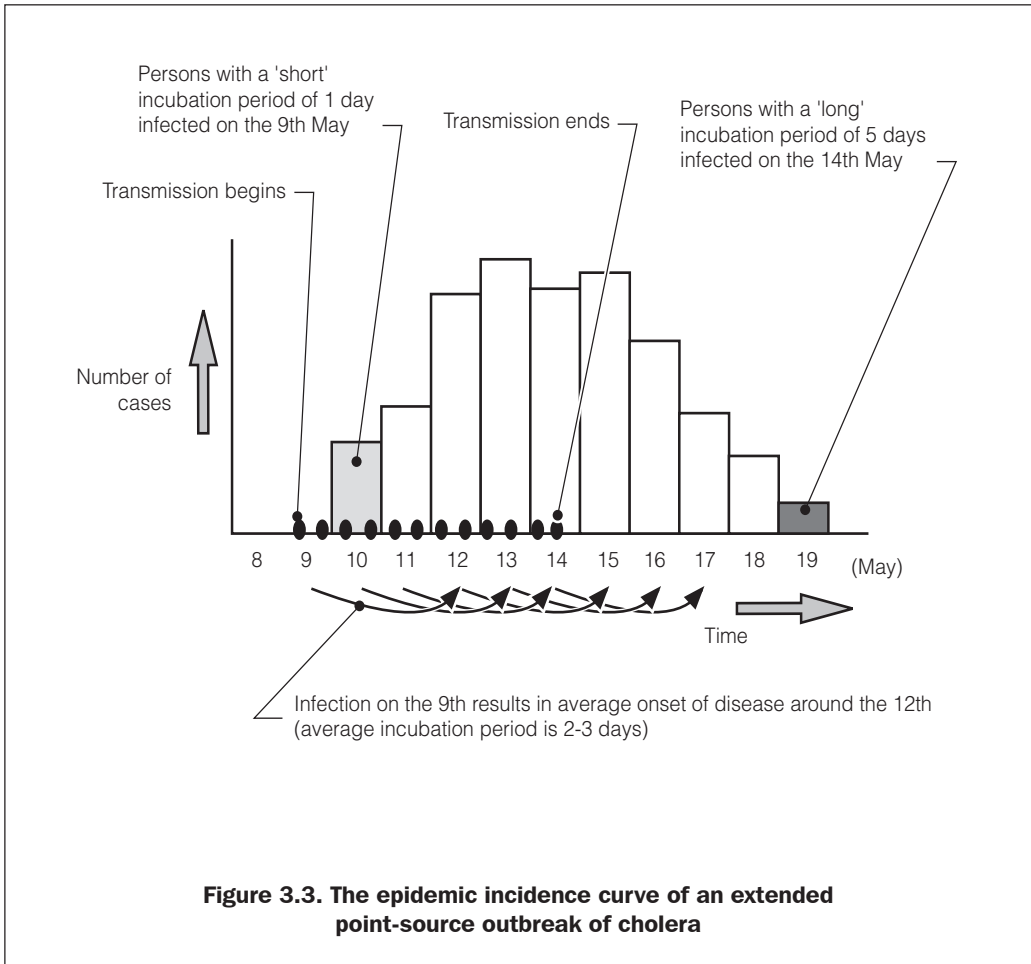 Persons with a 'short'
incubation period of 1 day
infected on the 9th May
Transmission ends
Persons with a 'long'
incubation period of 5 days
infected on the 14th May
Transmission begins
Number of
cases
8 9 10 11 12 13 14 15 16 17 18 19 (May)
Time
Infection on the 9th results in average onset of disease around the 12th
(average incubation period is 2-3 days)
Figure 3.3. The epidemic incidence curve of an extended
point-source outbreak of cholera